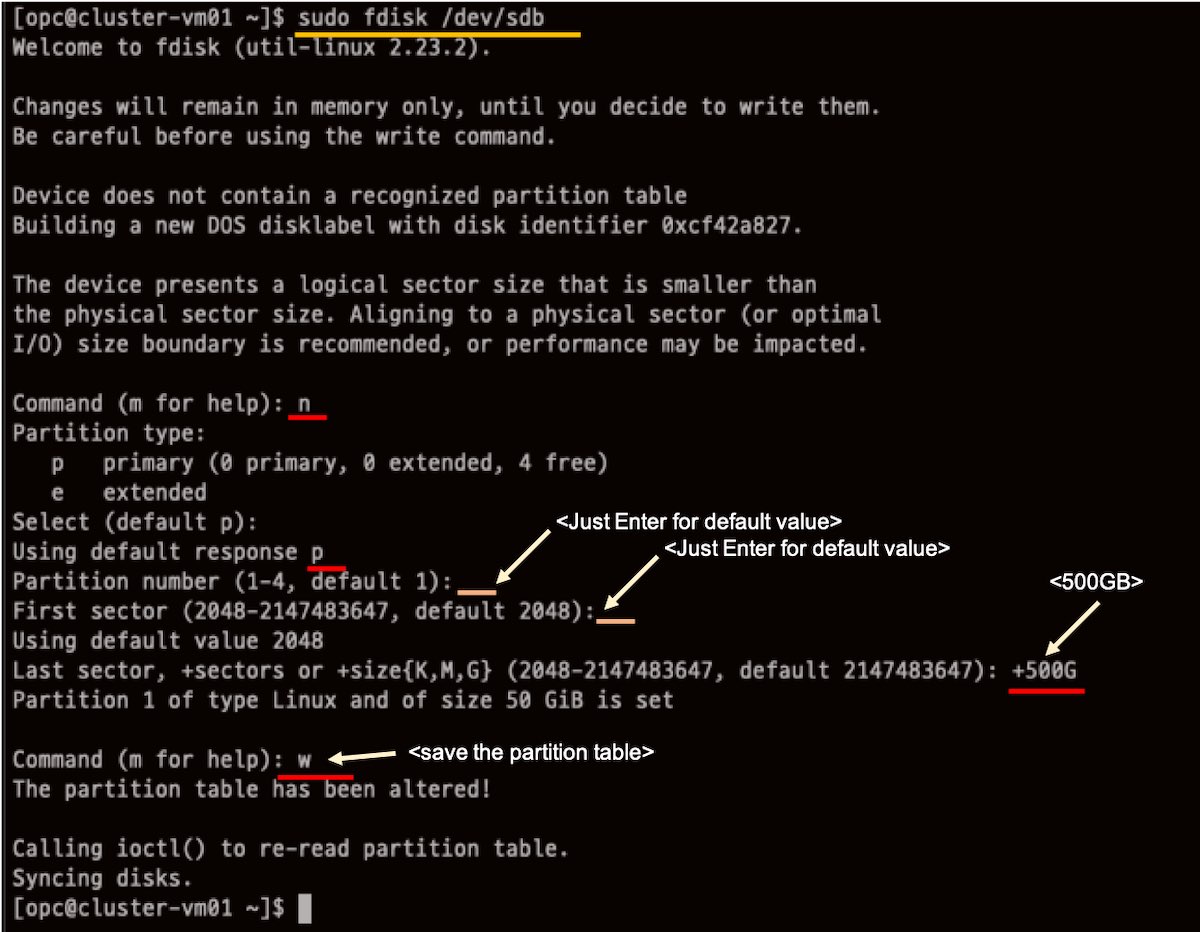 [opc@cluster-vm01 ~]$ sudo fdisk /dev/sdb
Welcome to fdisk (util-linux 2.23.2).

Changes will remain in memory only, until you decide to write them.
Be careful before using the write command.

Device does not contain a recognized partition table
Building a new DOS disklabel with disk identifier 0xcf42a827.

The device presents a logical sector size that is smaller than
the physical sector size. Aligning to a physical sector (or optimal
I/O) size boundary is recommended, or performance may be impacted.

Command (m for help): n
Partition type:
   p   primary (0 primary, 0 extended, 4 free)
   e   extended
Select (default p):
<Just Enter for default value>
Using default response p
<Just Enter for default value>
Partition number (1-4, default 1):
<500GB>
First sector (2048-2147483647, default 2048):
Using default value 2048
Last sector, +sectors or +size{K,M,G} (2048-2147483647, default 2147483647): +500G
Partition 1 of type Linux and of size 50 GiB is set

Command (m for help): w
<save the partition table>
The partition table has been altered!

Calling ioctl() to re-read partition table.
Syncing disks.
[opc@cluster-vm01 ~]$